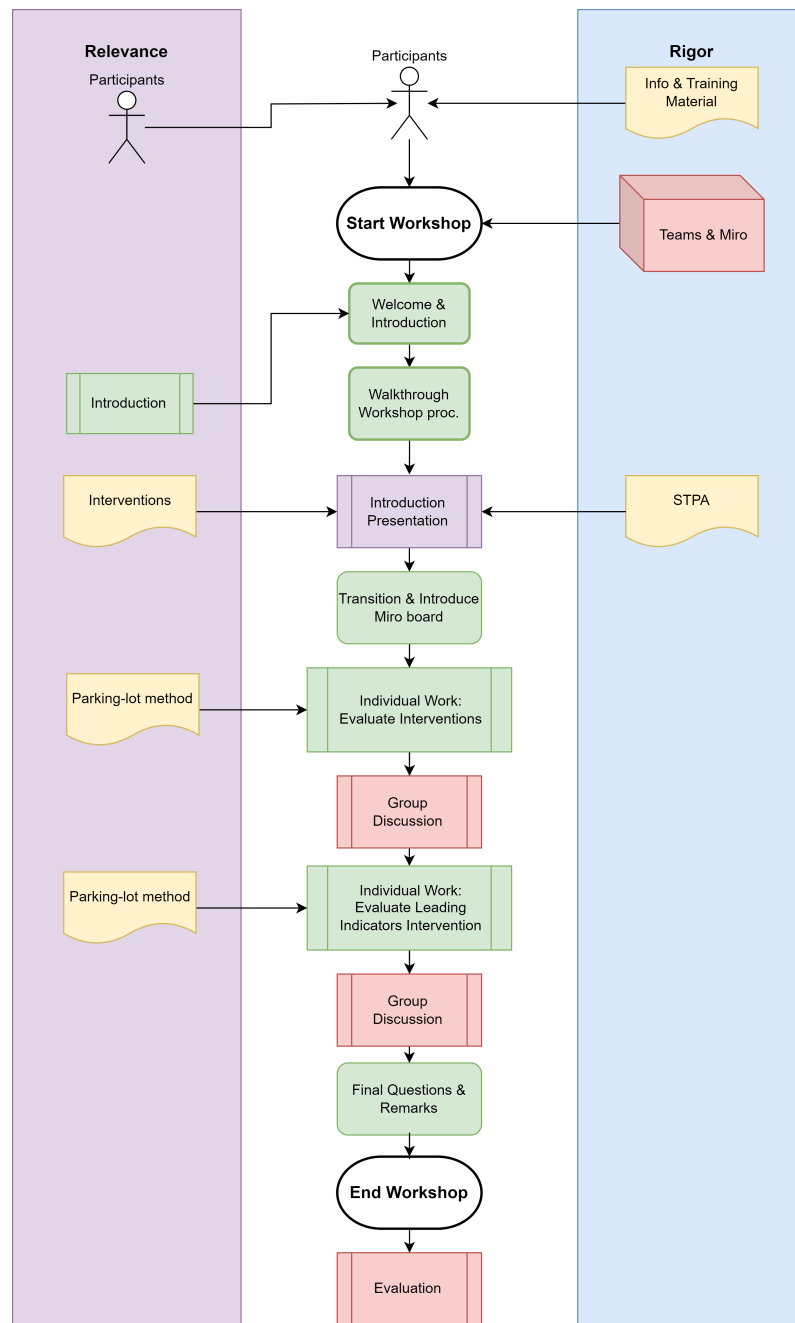 Relevance
Rigor
Participants
Participants
Info & Training
Material
Start Workshop
Teams & Miro
Welcome &
Introduction
Introduction
Walkthrough
Workshop proc.
Interventions
Introduction
Presentation
STPA
Transition & Introduce
Miro board
Parking-lot method
Individual Work:
Evaluate Interventions
Group
Discussion
Parking-lot method
Individual Work:
Evaluate Leading
Indicators Intervention
Group
Discussion
Final Questions &
Remarks
End Workshop
Evaluation